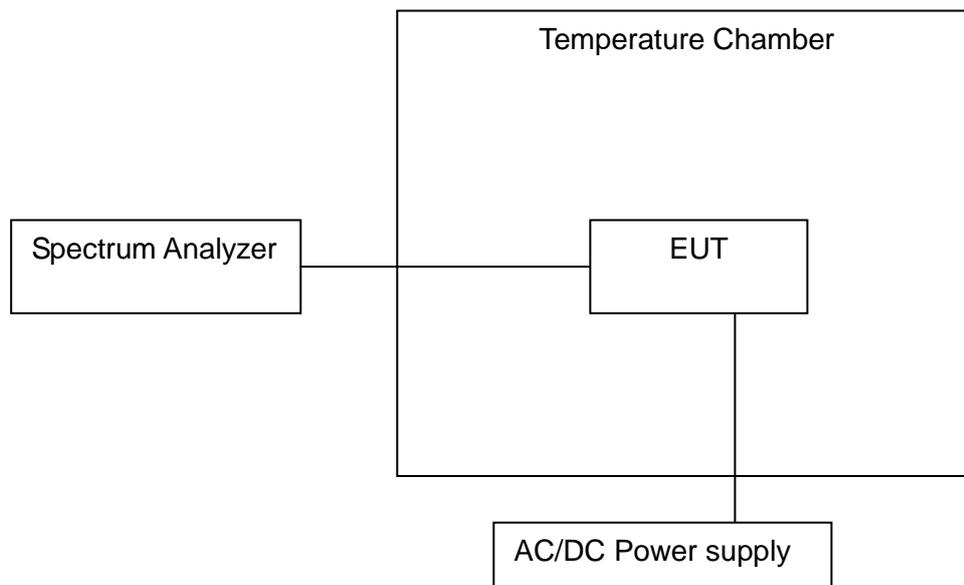 Temperature Chamber
Spectrum Analyzer
EUT
AC/DC Power supply